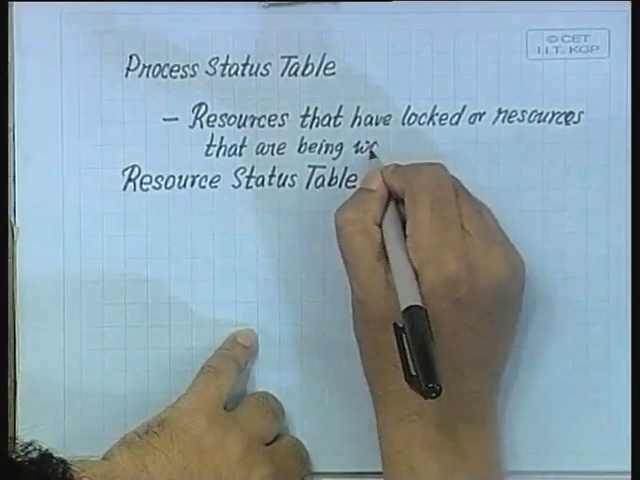 © CET
I.I.T. KGP
Process Status Table
– Resources that have locked or resources
that are being
Resource Status Table